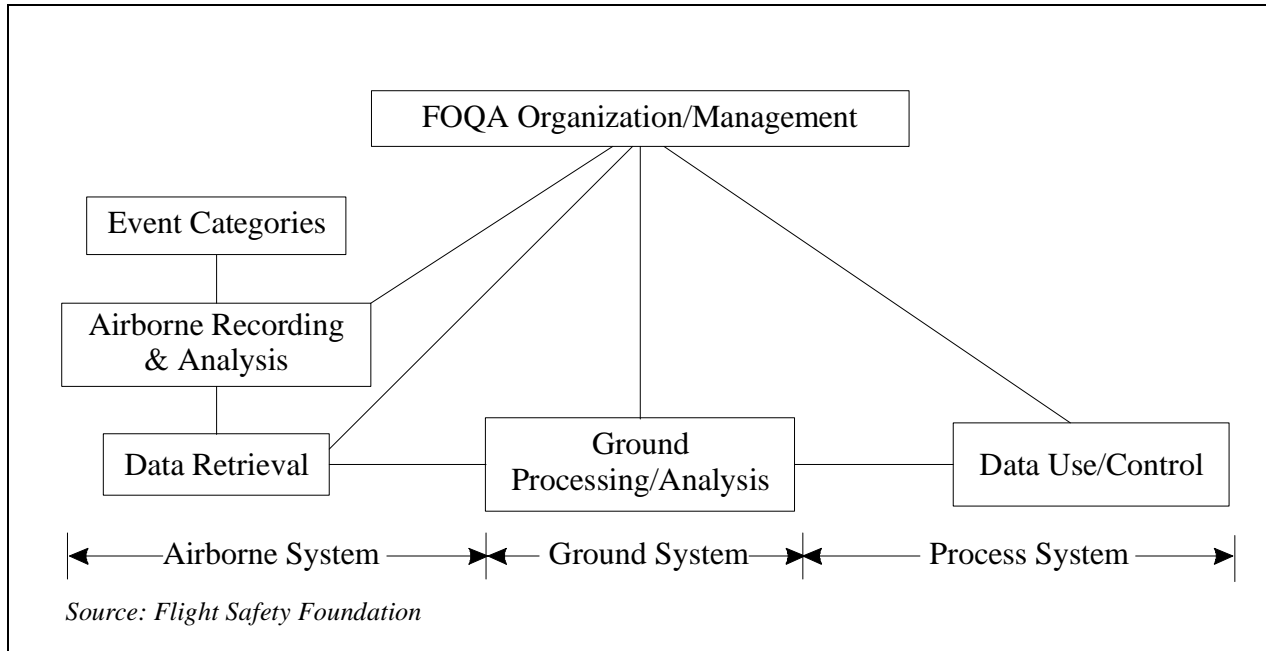 FOQA Organization/Management
Event Categories
Airborne Recording
& Analysis
Data Retrieval
Ground
Processing/Analysis
Data Use/Control
Airborne System
Ground System
Process System
Source: Flight Safety Foundation